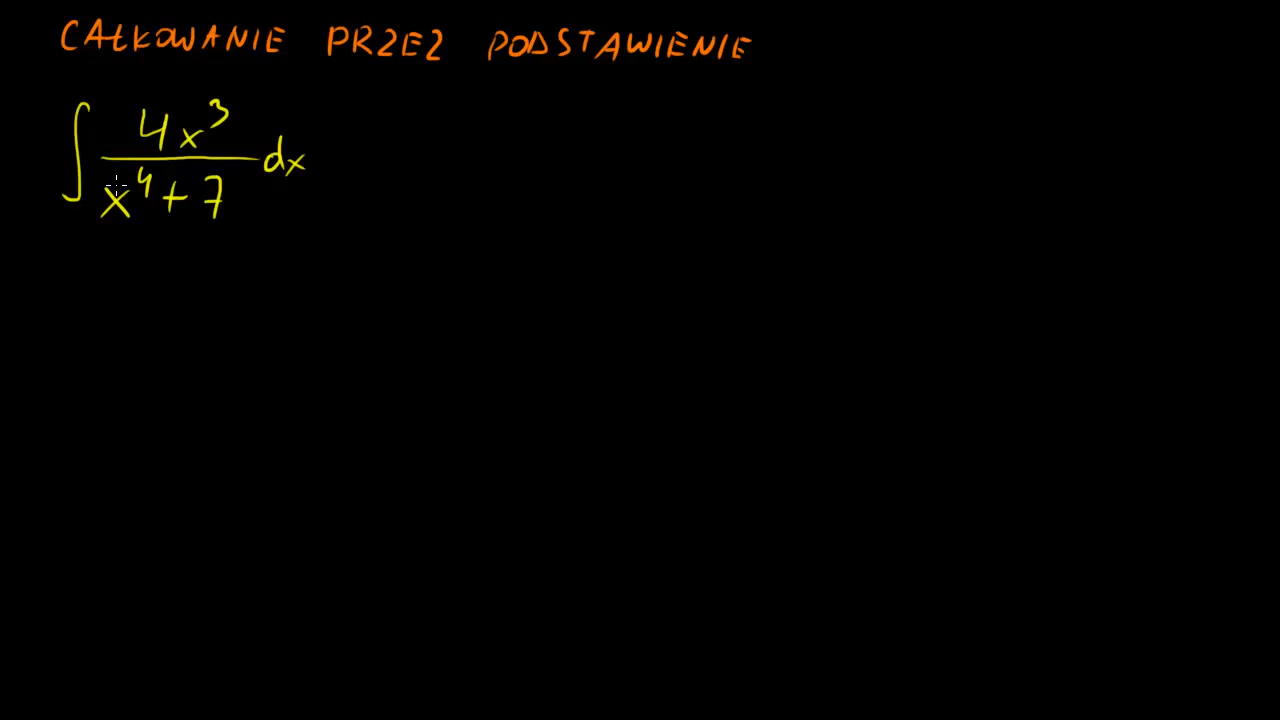 CAŁKOWANIE PRZEZ PODSTAWIENIE
∫ 4x³ / (x⁴ + 7) dx